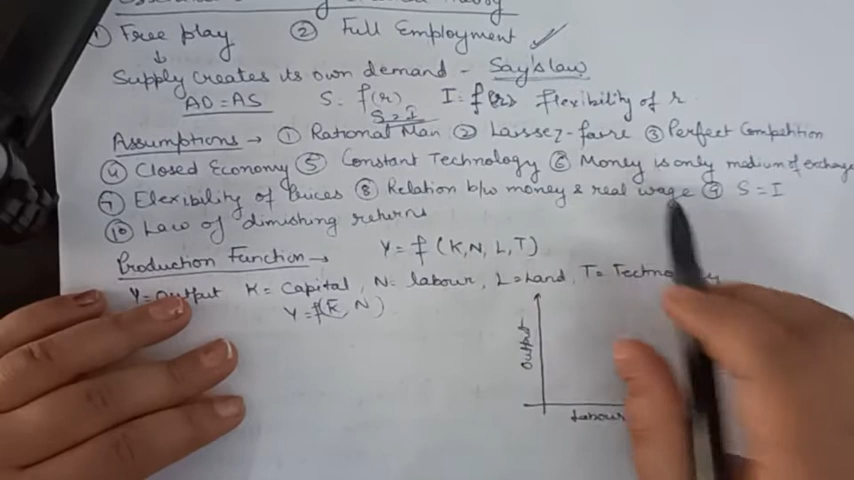 ① Free play ② Full Employment
Supply creates its own demand - Say's law
AD = AS S = f(r) I = f(r) Flexibility of r
S = I
Assumptions → ① Rational Man ② Laissez-faire ③ Perfect Competition
④ Closed Economy ⑤ Constant Technology ⑥ Money is only medium of exchange
⑦ Flexibility of Prices ⑧ Relation b/w money & real wage ⑨ S = I
⑩ Law of diminishing returns
Production Function → Y = f (K, N, L, T)
Y = Output K = Capital, N = labour, L = Land, T = Technology
Y = f(K, N)
Output
Labour